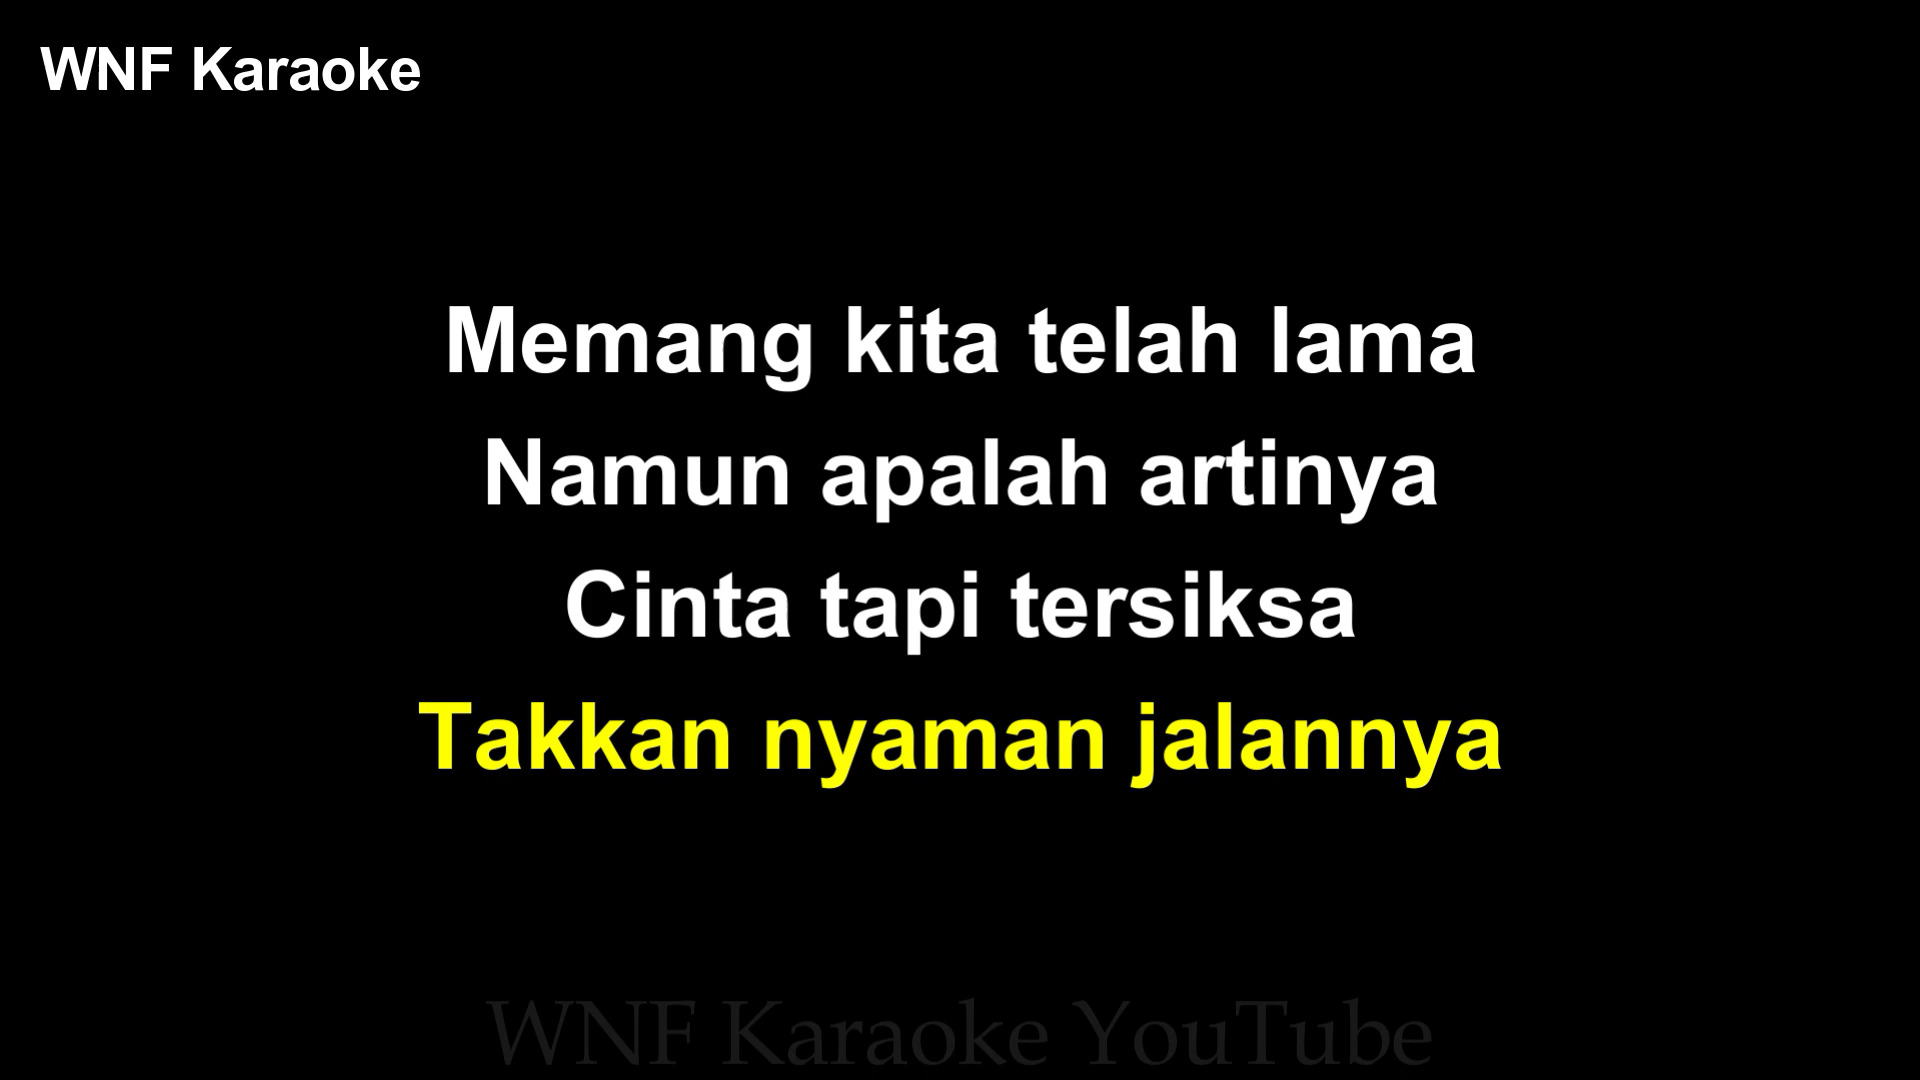 WNF Karaoke
Memang kita telah lama
Namun apalah artinya
Cinta tapi tersiksa
Takkan nyaman jalannya
WNF Karaoke YouTube